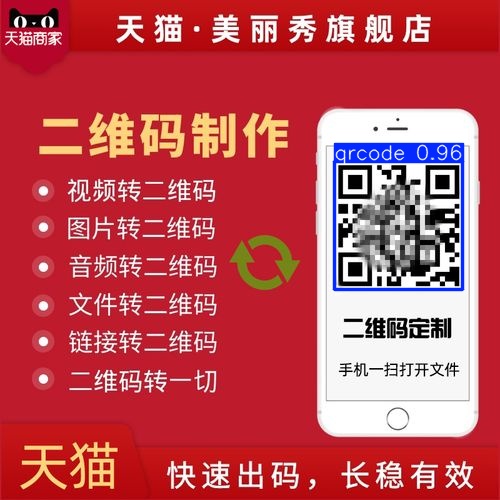 天猫商家
天猫·美丽秀旗舰店
二维码制作
视频转二维码
图片转二维码
音频转二维码
文件转二维码
链接转二维码
二维码转一切
qrcode 0.96
二维码定制
手机一扫打开文件
天猫
快速出码，长稳有效